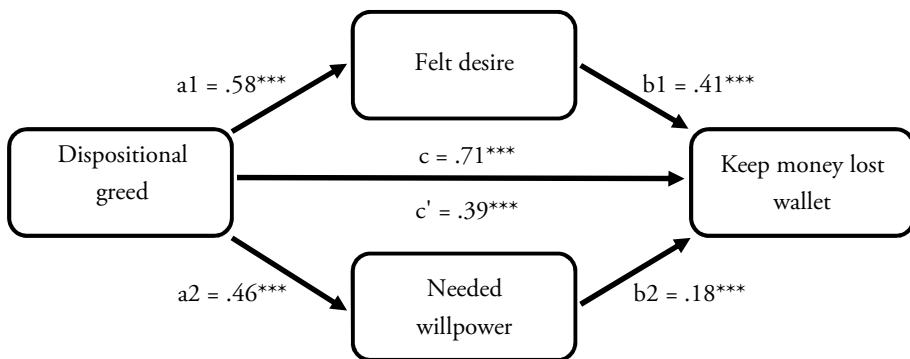 Felt desire
a1 = .58***
b1 = .41***
Dispositional
greed
c = .71***
c' = .39***
Keep money lost
wallet
a2 = .46***
Needed
willpower
b2 = .18***